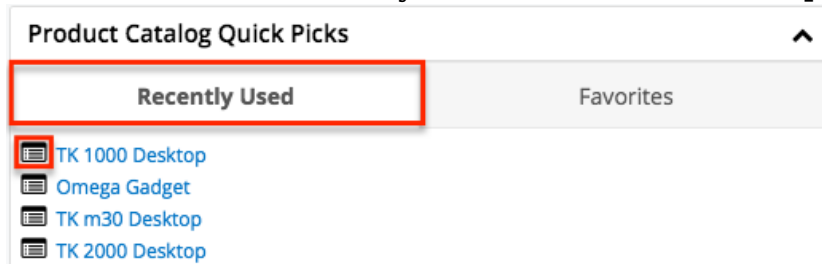 Product Catalog Quick Picks
Recently Used Favorites
TK 1000 Desktop
Omega Gadget
TK m30 Desktop
TK 2000 Desktop